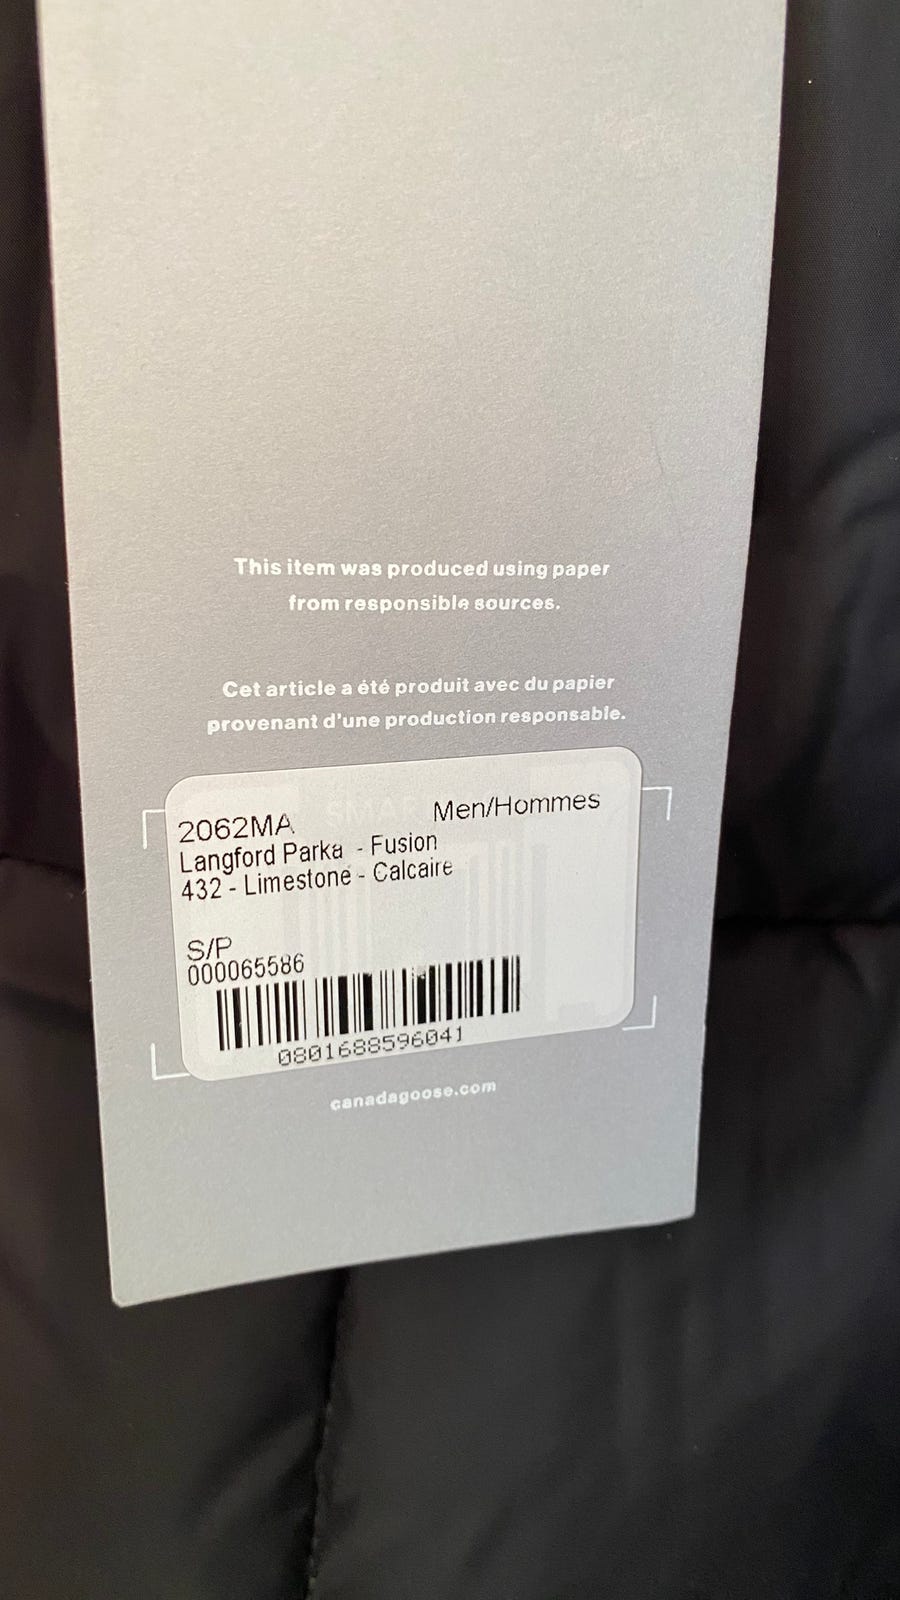 This item was produced using paper
from responsible sources.
Cet article a été produit avec du papier
provenant d'une production responsable.
2062MA Men/Hommes
Langford Parka - Fusion
432 - Limestone - Calcaire
S/P
000065586
0801688596041
canadagoose.com